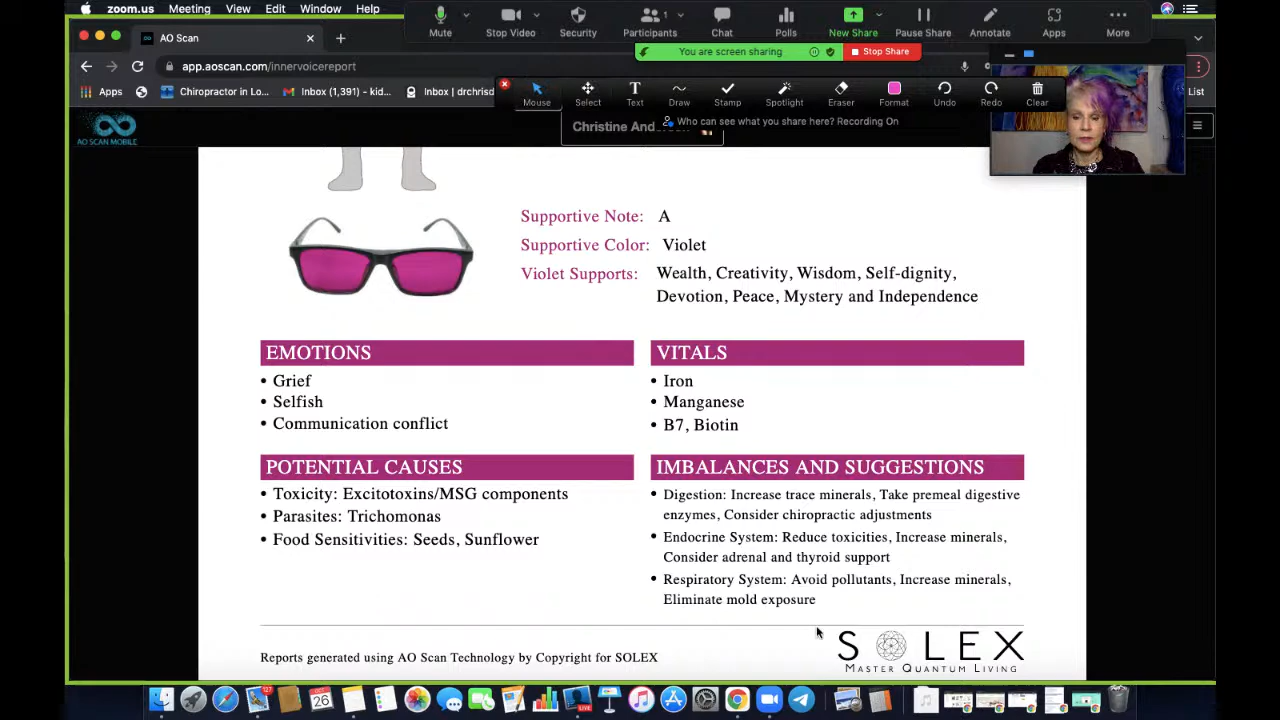 zoom.us Meeting View Edit Window Help
Mute Stop Video Security Participants 1 Chat Polls New Share Pause Share Annotate Apps More
AO Scan
You are screen sharing Stop Share
app.aoscan.com/innervoicereport
Apps Chiropractor in Lo... Inbox (1,391) - kid... Inbox | drchris List
Mouse Select Text Draw Stamp Spotlight Eraser Format Undo Redo Clear
Who can see what you share here? Recording On
Christine And
AO SCAN MOBILE
Supportive Note: A
Supportive Color: Violet
Violet Supports: Wealth, Creativity, Wisdom, Self-dignity,
Devotion, Peace, Mystery and Independence
EMOTIONS
• Grief
• Selfish
• Communication conflict
VITALS
• Iron
• Manganese
• B7, Biotin
POTENTIAL CAUSES
• Toxicity: Excitotoxins/MSG components
• Parasites: Trichomonas
• Food Sensitivities: Seeds, Sunflower
IMBALANCES AND SUGGESTIONS
• Digestion: Increase trace minerals, Take premeal digestive
enzymes, Consider chiropractic adjustments
• Endocrine System: Reduce toxicities, Increase minerals,
Consider adrenal and thyroid support
• Respiratory System: Avoid pollutants, Increase minerals,
Eliminate mold exposure
Reports generated using AO Scan Technology by Copyright for SOLEX
SOLEX
MASTER QUANTUM LIVING
OCT
26
LIVE